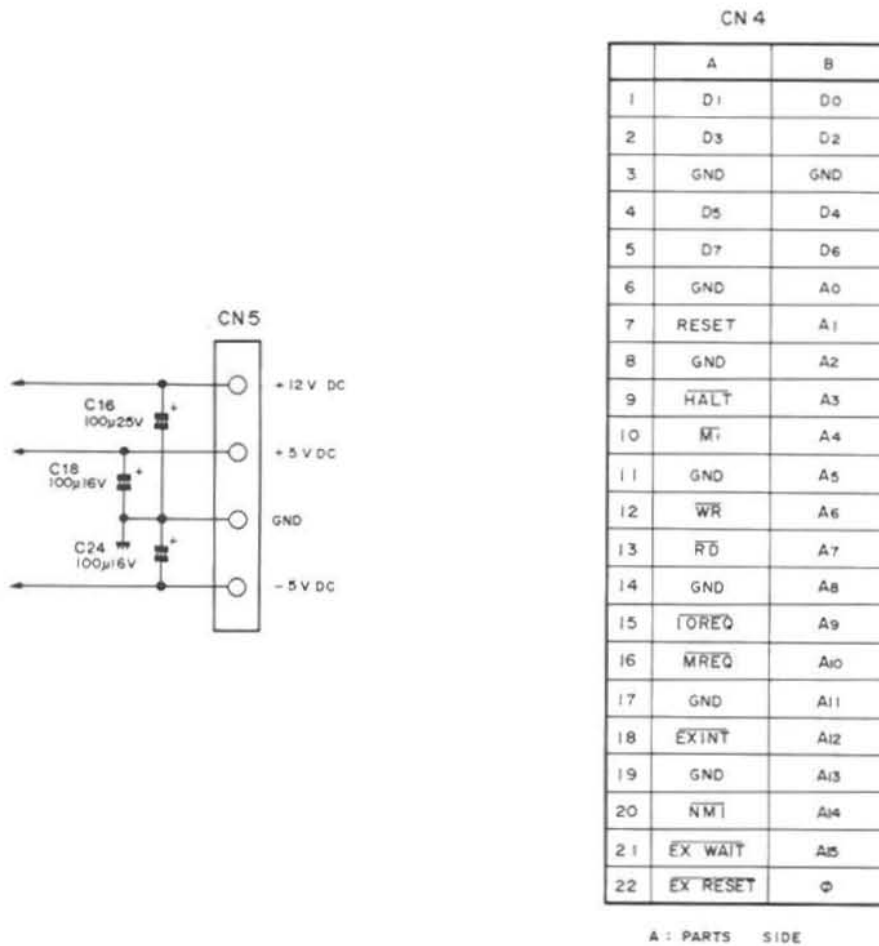 CN 4
A B
1 D1 D0
2 D3 D2
3 GND GND
4 D5 D4
5 D7 D6
6 GND A0
7 RESET A1
8 GND A2
9 HALT A3
10 M1 A4
11 GND A5
12 WR A6
13 RD A7
14 GND A8
15 IOREQ A9
16 MREQ A10
17 GND A11
18 EXINT A12
19 GND A13
20 NMI A14
21 EX WAIT A15
22 EX RESET Φ
A : PARTS SIDE
CN5
+12V DC
C16
100μ25V
+
+5V DC
C18
100μ16V
+
GND
C24
100μ16V
+
-5V DC